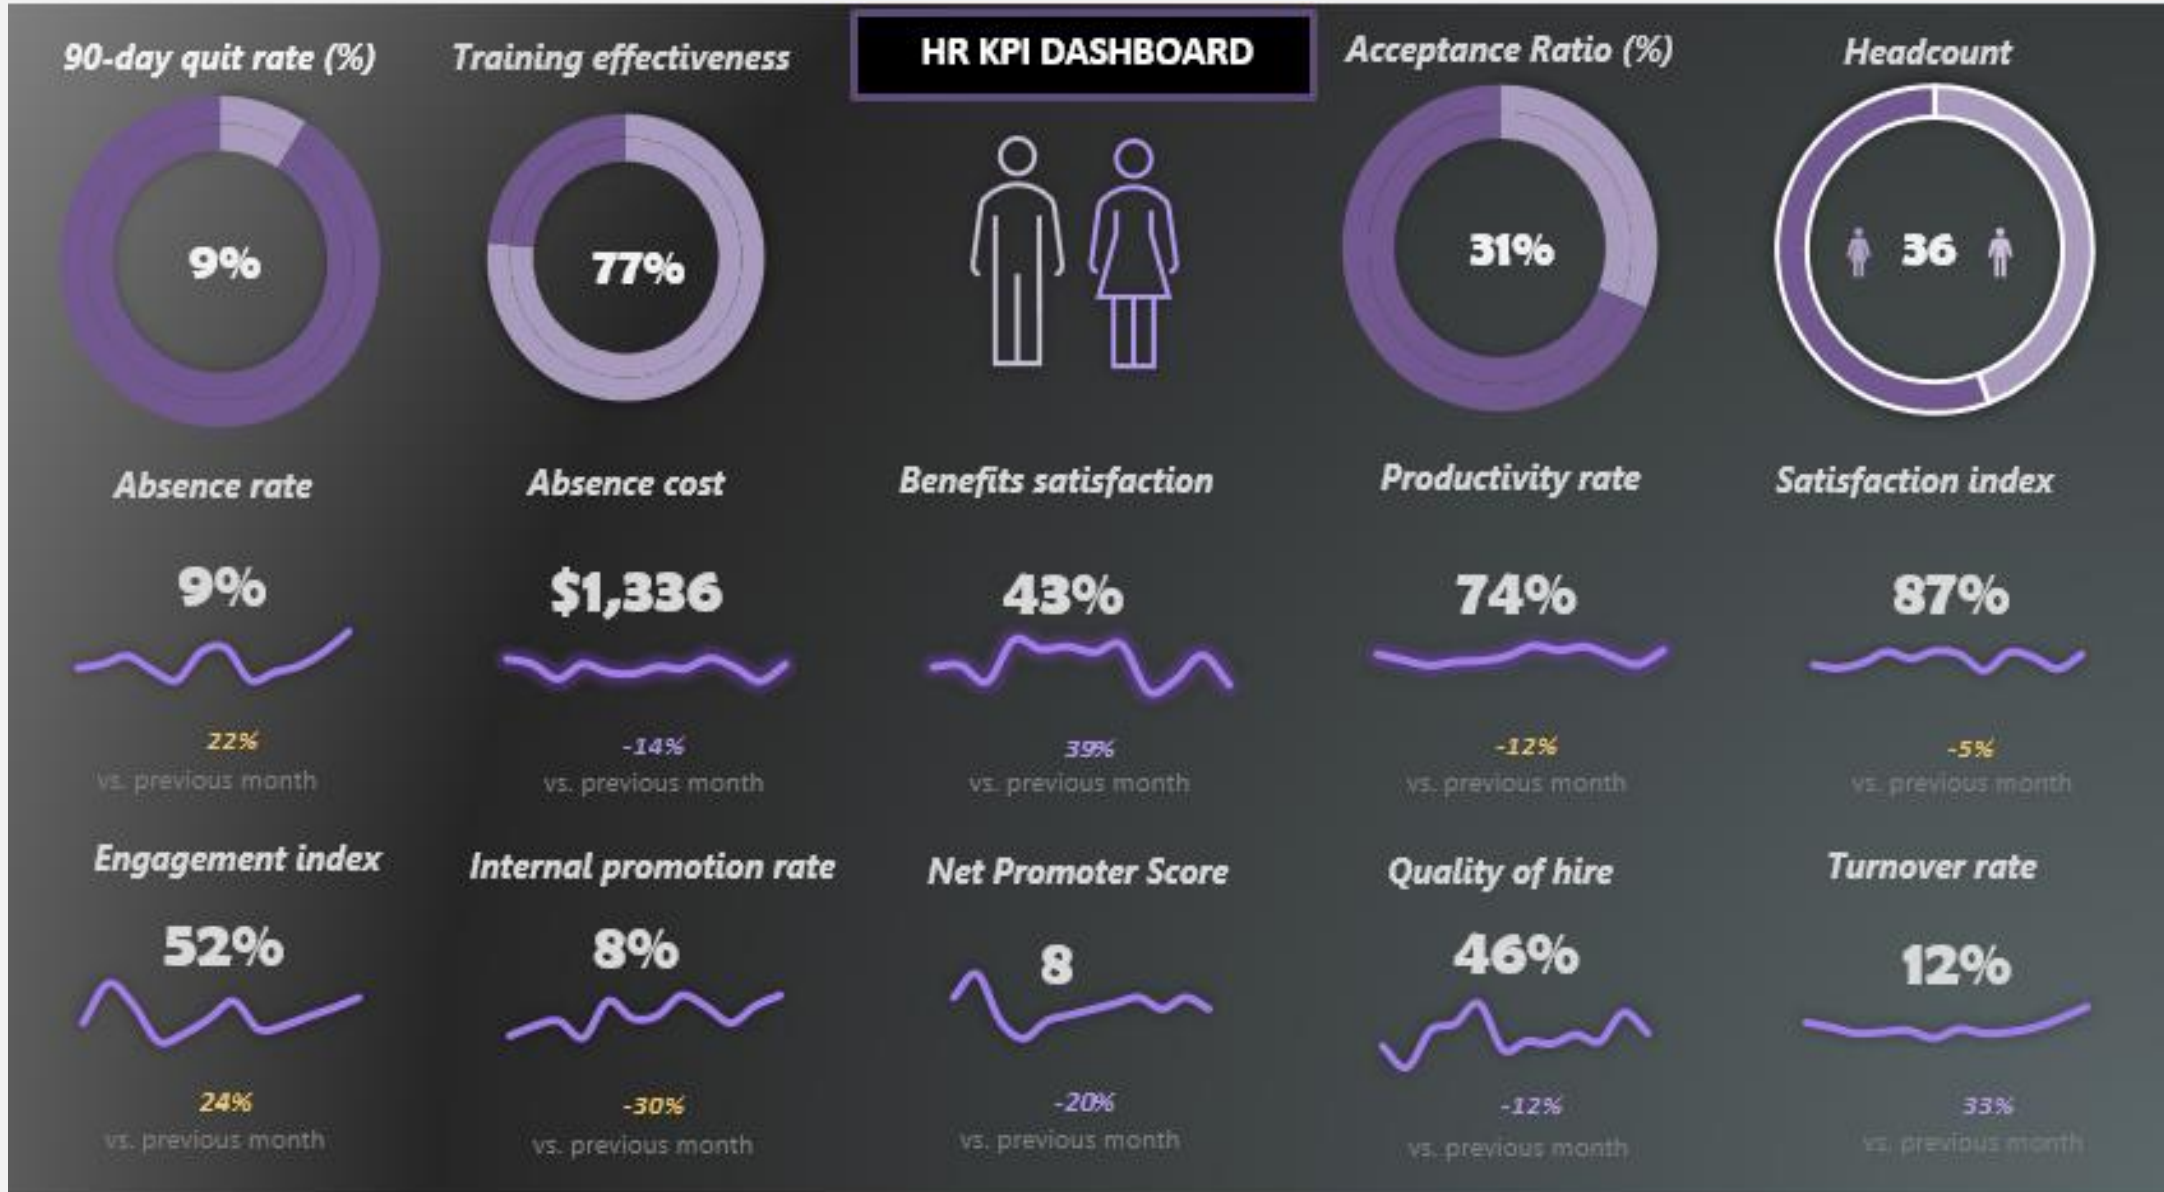 HR KPI DASHBOARD
90-day quit rate (%)
9%
Training effectiveness
77%
Acceptance Ratio (%)
31%
Headcount
36
Absence rate
9%
22%
vs. previous month
Absence cost
$1,336
-14%
vs. previous month
Benefits satisfaction
43%
39%
vs. previous month
Productivity rate
74%
-12%
vs. previous month
Satisfaction index
87%
-5%
vs. previous month
Engagement index
52%
24%
vs. previous month
Internal promotion rate
8%
-30%
vs. previous month
Net Promoter Score
8
-20%
vs. previous month
Quality of hire
46%
-12%
vs. previous month
Turnover rate
12%
33%
vs. previous month